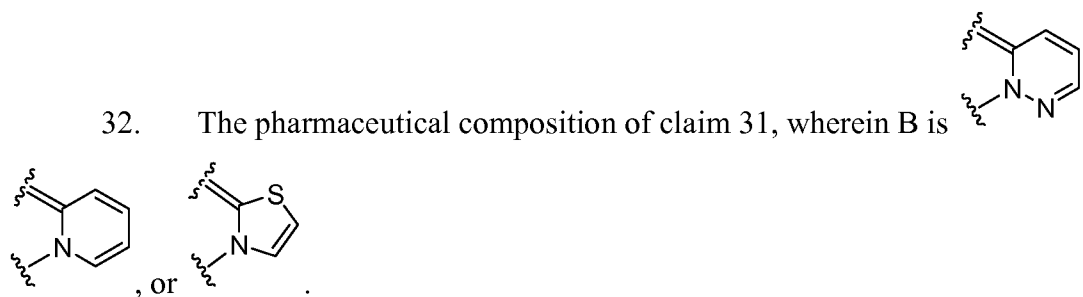 32. The pharmaceutical composition of claim 31, wherein B is
N
N
S
N
N
, or
.